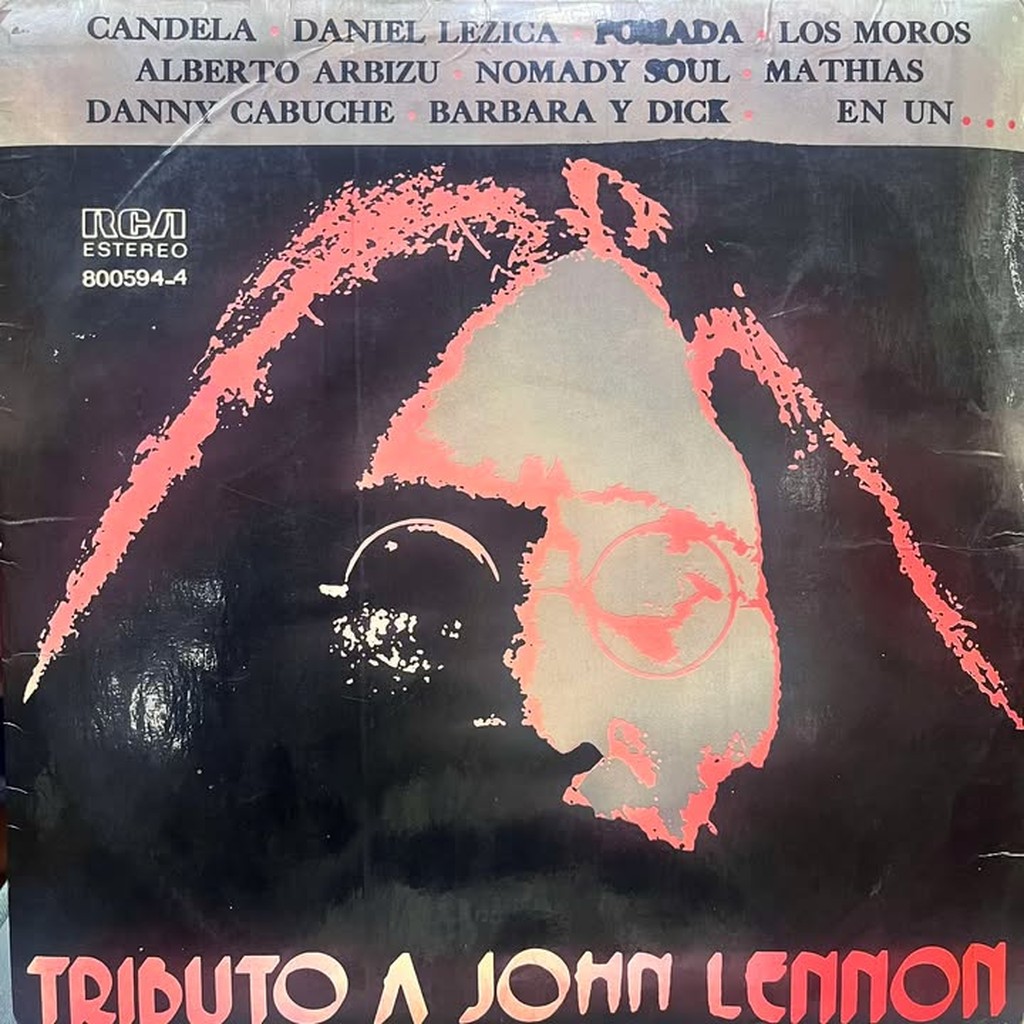 CANDELA • DANIEL LEZICA • POMADA • LOS MOROS
ALBERTO ARBIZU • NOMADY SOUL • MATHIAS
DANNY CABUCHE • BARBARA Y DICK • EN UN...
RCA
ESTEREO
800594-4
TRIBUTO A JOHN LENNON